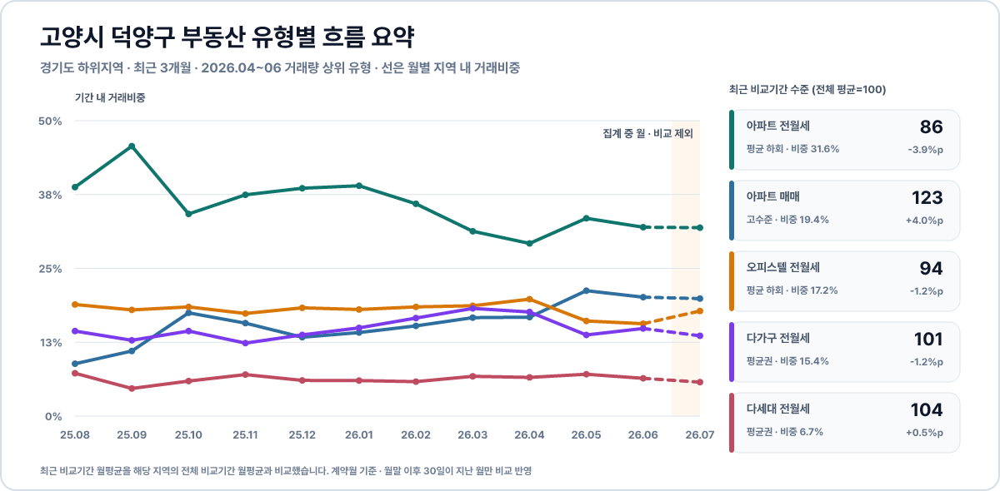 고양시 덕양구 부동산 유형별 흐름 요약
경기도 하위지역 · 최근 3개월 · 2026.04~06 거래량 상위 유형 · 선은 월별 지역 내 거래비중
기간 내 거래비중
50%
38%
25%
13%
0%
집계 중 월 · 비교 제외
25.08 25.09 25.10 25.11 25.12 26.01 26.02 26.03 26.04 26.05 26.06 26.07
최근 비교기간 수준 (전체 평균=100)
아파트 전월세 86
평균 하회 · 비중 31.6% -3.9%p
아파트 매매 123
고수준 · 비중 19.4% +4.0%p
오피스텔 전월세 94
평균 하회 · 비중 17.2% -1.2%p
다가구 전월세 101
평균권 · 비중 15.4% -1.2%p
다세대 전월세 104
평균권 · 비중 6.7% +0.5%p
최근 비교기간 월평균을 해당 지역의 전체 비교기간 월평균과 비교했습니다. 계약월 기준 · 월말 이후 30일이 지난 월만 비교 반영